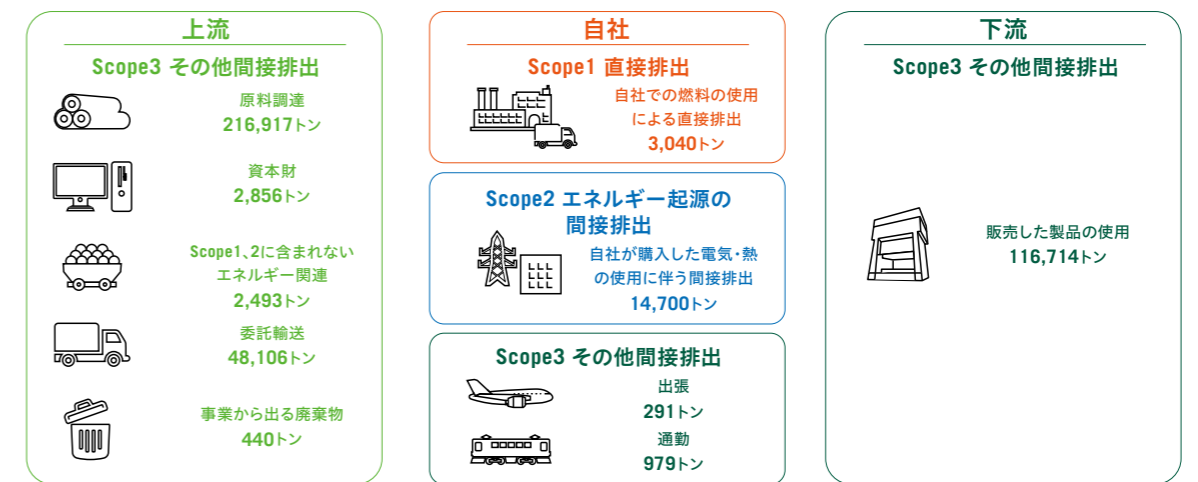 上流
Scope3 その他間接排出
原料調達
216,917トン
資本財
2,856トン
Scope1、2に含まれない
エネルギー関連
2,493トン
委託輸送
48,106トン
事業から出る廃棄物
440トン
自社
Scope1 直接排出
自社での燃料の使用
による直接排出
3,040トン
Scope2 エネルギー起源の
間接排出
自社が購入した電気・熱
の使用に伴う間接排出
14,700トン
Scope3 その他間接排出
出張
291トン
通勤
979トン
下流
Scope3 その他間接排出
販売した製品の使用
116,714トン